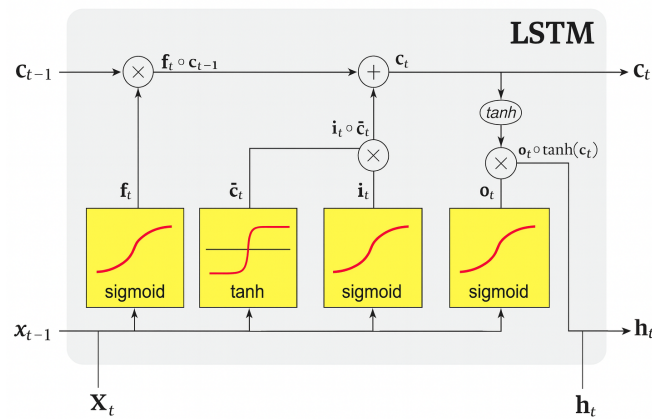 LSTM
c_{t−1}
f_t ∘ c_{t−1}
c_t
c_t
tanh
i_t ∘ c̄_t
o_t ∘ tanh(c_t)
f_t
c̄_t
i_t
o_t
sigmoid
tanh
sigmoid
sigmoid
x_{t−1}
h_t
X_t
h_t